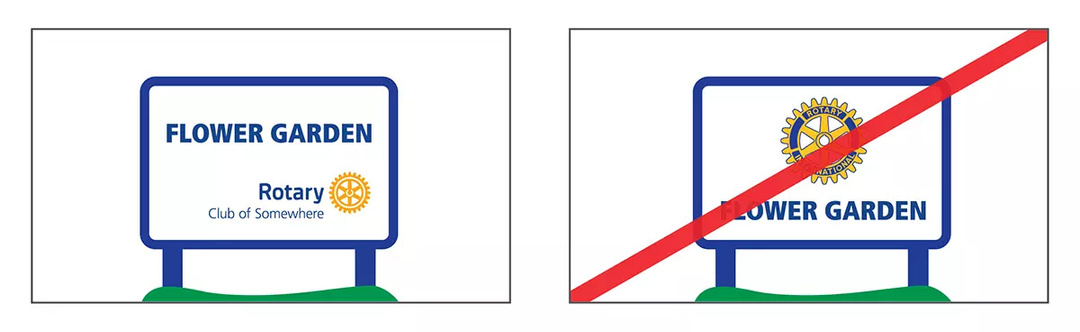 FLOWER GARDEN
Rotary
Club of Somewhere
ROTARY
INTERNATIONAL
FLOWER GARDEN